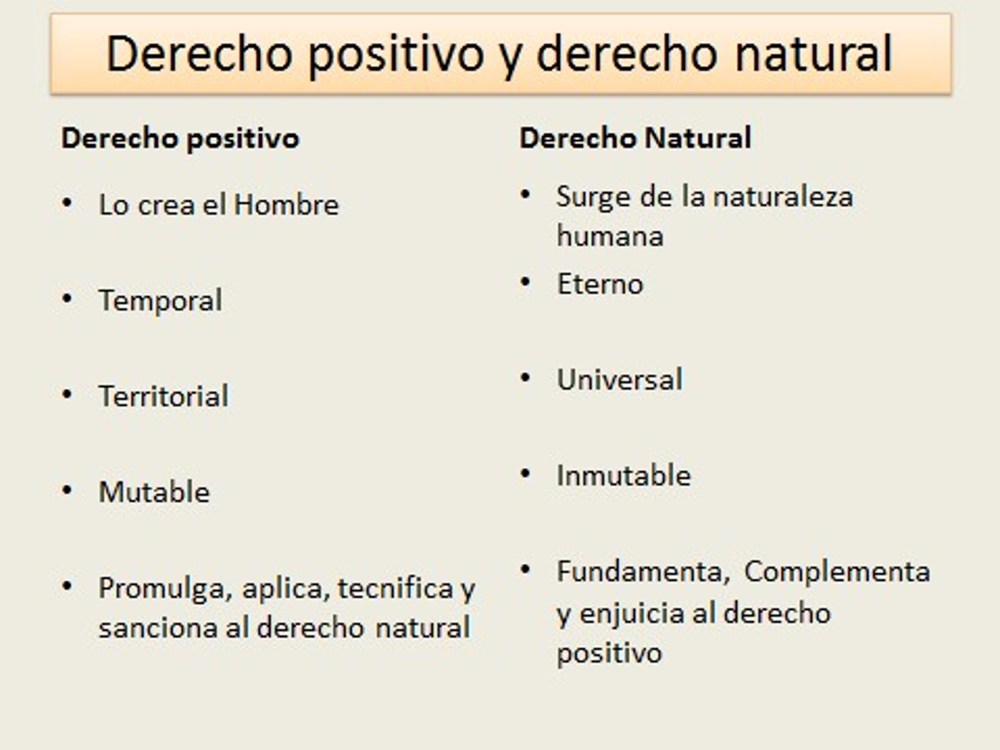 Derecho positivo y derecho natural
Derecho positivo
• Lo crea el Hombre
• Temporal
• Territorial
• Mutable
• Promulga, aplica, tecnifica y
sanciona al derecho natural
Derecho Natural
• Surge de la naturaleza
humana
• Eterno
• Universal
• Inmutable
• Fundamenta, Complementa
y enjuicia al derecho
positivo